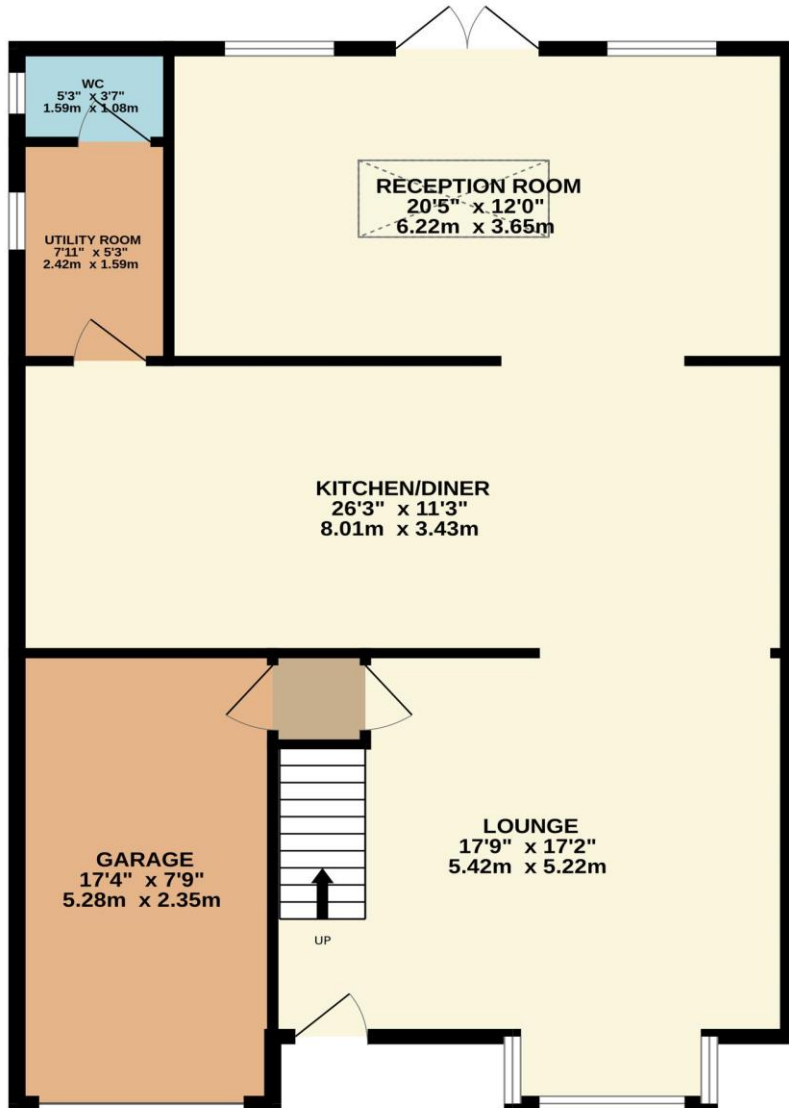 WC
5'3" x 3'7"
1.59m x 1.08m
RECEPTION ROOM
20'5" x 12'0"
6.22m x 3.65m
UTILITY ROOM
7'11" x 5'3"
2.42m x 1.59m
KITCHEN/DINER
26'3" x 11'3"
8.01m x 3.43m
LOUNGE
17'9" x 17'2"
5.42m x 5.22m
GARAGE
17'4" x 7'9"
5.28m x 2.35m
UP